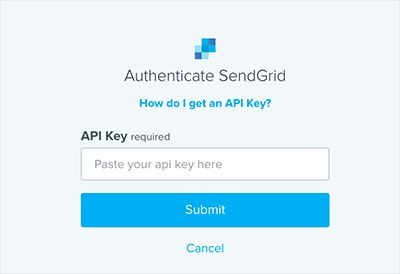 Authenticate SendGrid
How do I get an API Key?
API Key required
Paste your api key here
Submit
Cancel